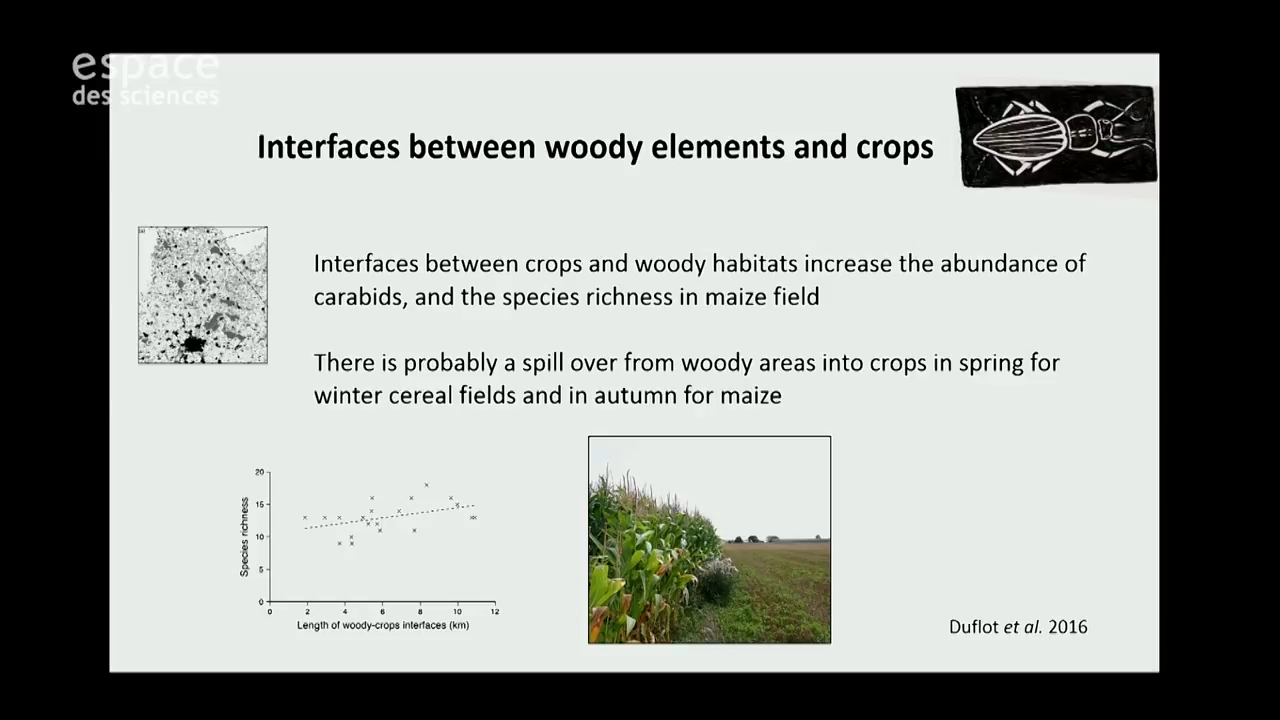 espace
des sciences
Interfaces between woody elements and crops
(a)
Interfaces between crops and woody habitats increase the abundance of
carabids, and the species richness in maize field
There is probably a spill over from woody areas into crops in spring for
winter cereal fields and in autumn for maize
Species richness
20
15
10
5
0
0 2 4 6 8 10 12
Length of woody-crops interfaces (km)
Duflot et al. 2016